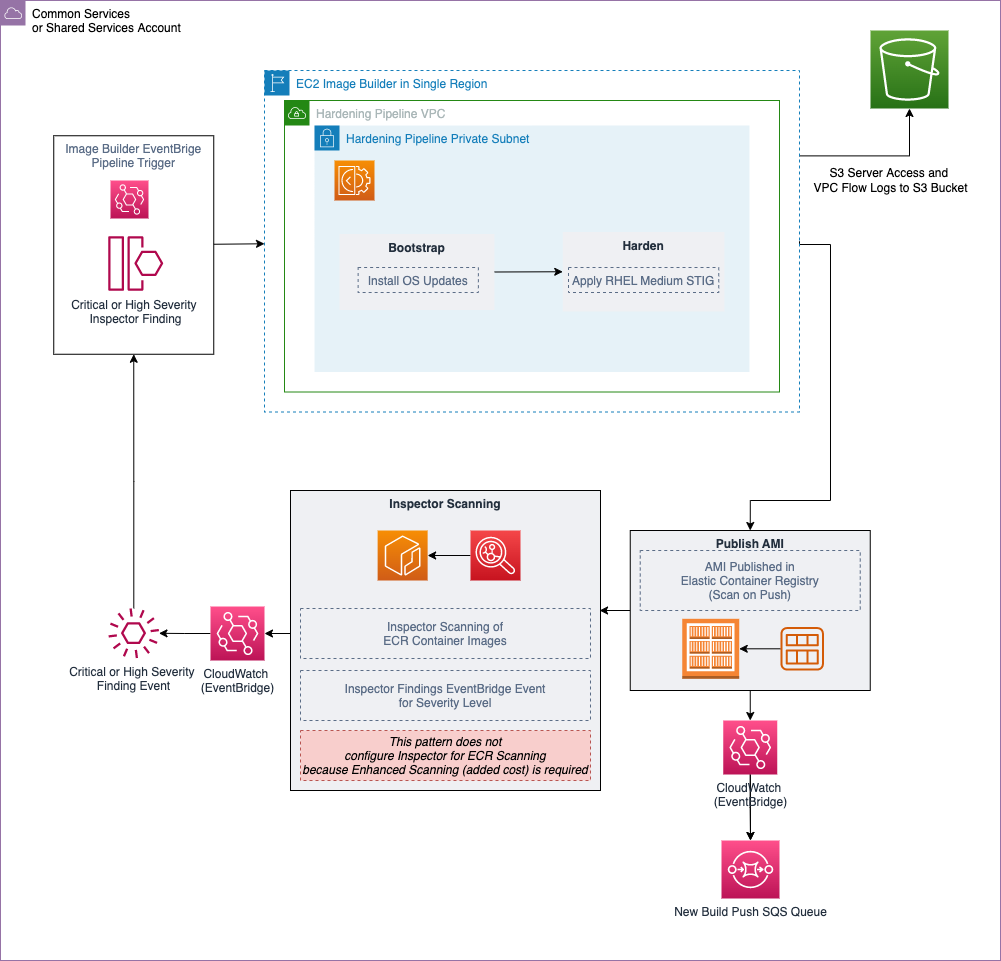 Common Services
or Shared Services Account
EC2 Image Builder in Single Region
Hardening Pipeline VPC
Hardening Pipeline Private Subnet
Image Builder EventBrige
Pipeline Trigger
Critical or High Severity
Inspector Finding
Bootstrap
Install OS Updates
Harden
Apply RHEL Medium STIG
S3 Server Access and
VPC Flow Logs to S3 Bucket
Inspector Scanning
Inspector Scanning of
ECR Container Images
Inspector Findings EventBridge Event
for Severity Level
This pattern does not
configure Inspector for ECR Scanning
because Enhanced Scanning (added cost) is required
Publish AMI
AMI Published in
Elastic Container Registry
(Scan on Push)
Critical or High Severity
Finding Event
CloudWatch
(EventBridge)
CloudWatch
(EventBridge)
New Build Push SQS Queue